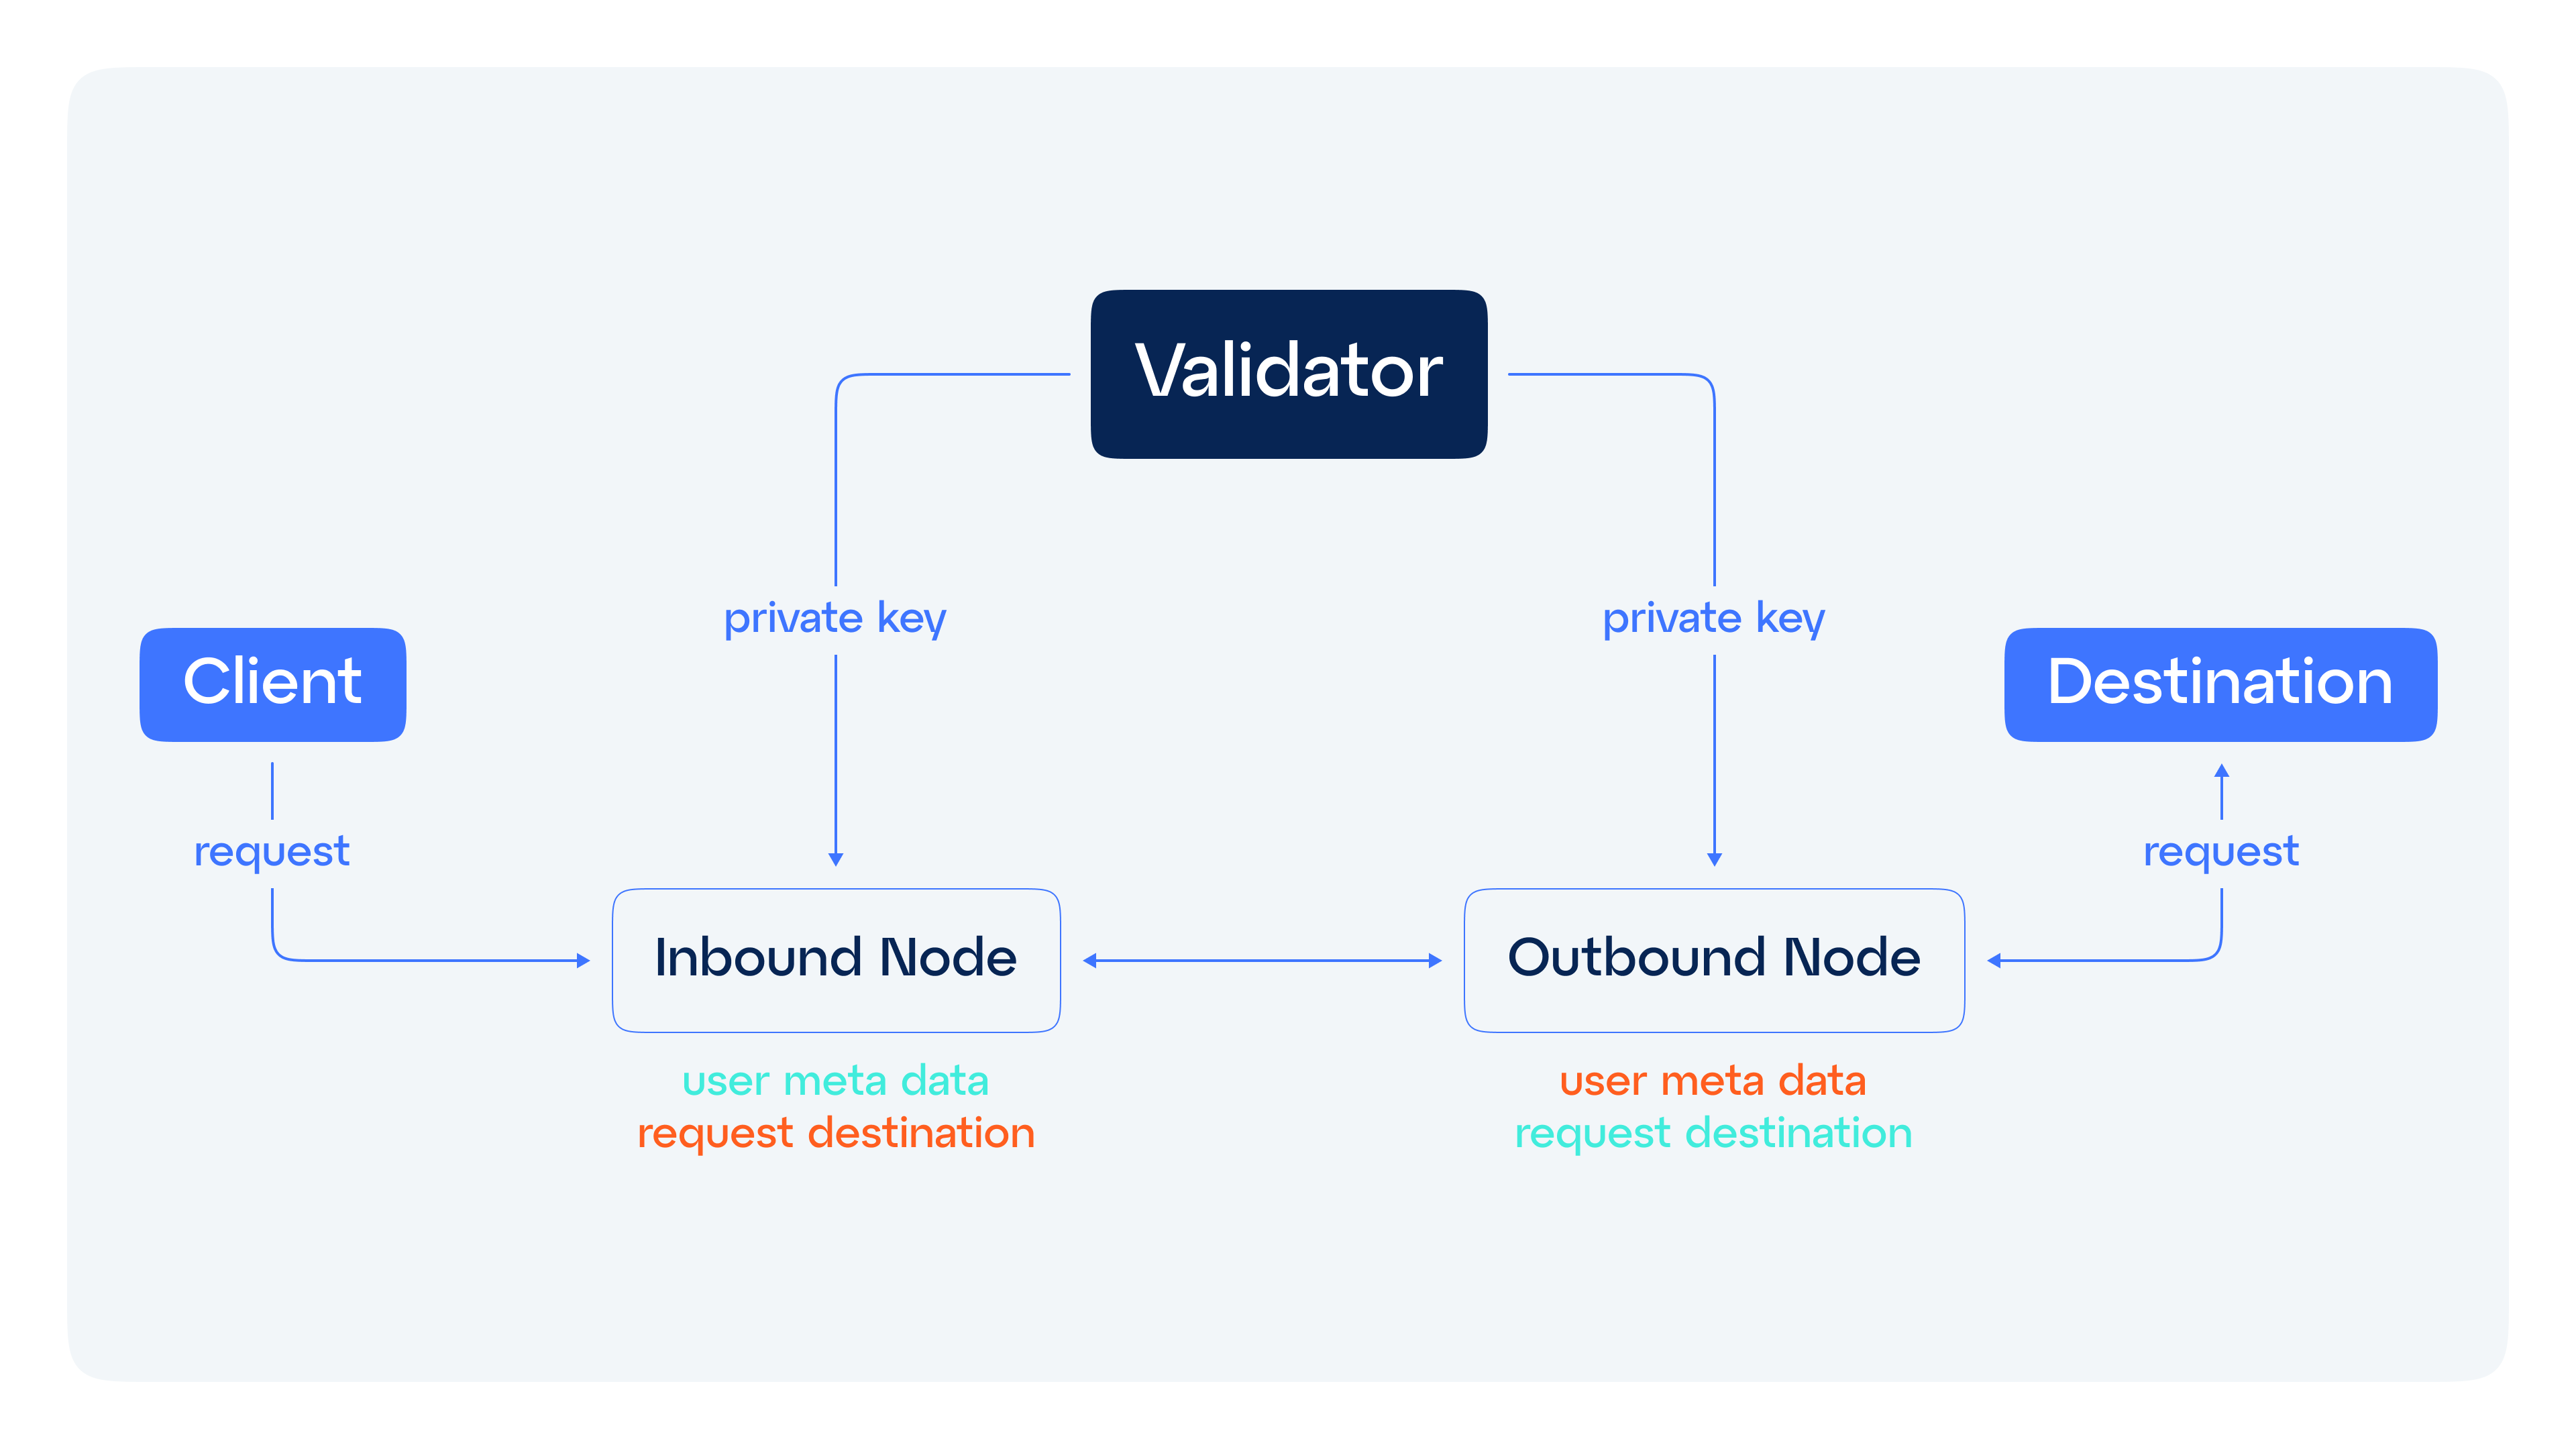 Validator
private key
private key
Client
Destination
request
request
Inbound Node
Outbound Node
user meta data
request destination
user meta data
request destination